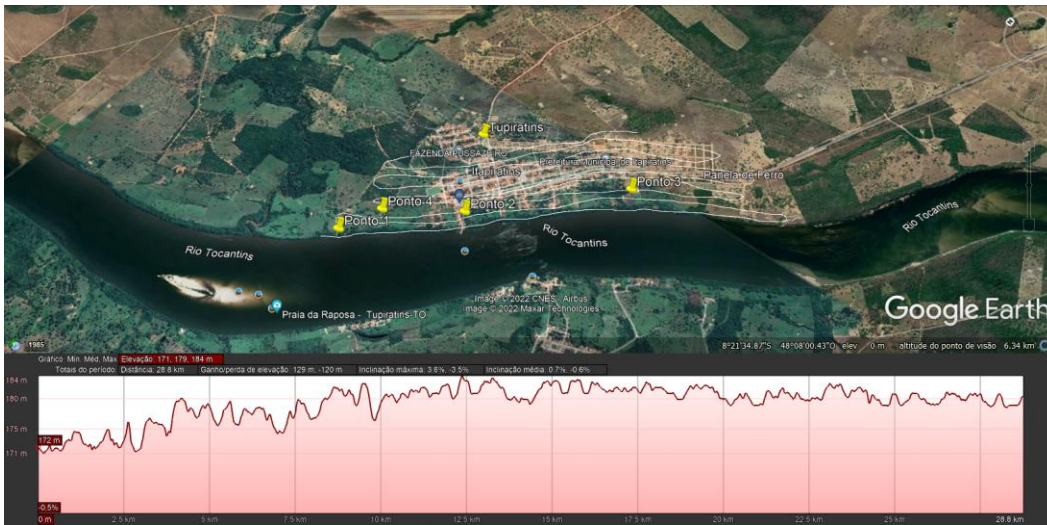 Tupiratins
Itapiratins
Prefeitura Municipal de Itapiratins
Panela de Ferro
Ponto 3
Ponto 4
Ponto 2
Ponto 1
Rio Tocantins
Rio Tocantins
Rio Tocantins
Praia da Raposa - Tupiratins-TO
Image © 2022 CNES - Airbus
mage © 2022 Maxar Technologies
Google Earth
1985
8°21'34.87"S 48°08'00.43"O elev 0 m altitude do ponto de visão 6.34 km
Gráfico Mín. Méd. Máx Elevação 171, 179, 184 m
Totais do período: Distância: 28.8 km Ganho/perda de elevação: 129 m, -120 m Inclinação máxima: 3.8%, -3.5% Inclinação média: 0.7%, -0.6%
184 m
180 m
175 m
172 m
171 m
-0.5%
0 m 2.5 km 5 km 7.5 km 10 km 12.5 km 15 km 17.5 km 20 km 22.5 km 25 km 28.8 km